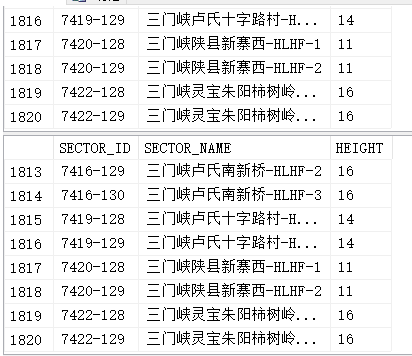 1816 7419-129 三门峡卢氏十字路村-H... 14
1817 7420-128 三门峡陕县新寨西-HLHF-1 11
1818 7420-129 三门峡陕县新寨西-HLHF-2 11
1819 7422-128 三门峡灵宝朱阳柿树岭... 16
1820 7422-129 三门峡灵宝朱阳柿树岭... 16
SECTOR_ID SECTOR_NAME HEIGHT
1813 7416-129 三门峡卢氏南新桥-HLHF-2 16
1814 7416-130 三门峡卢氏南新桥-HLHF-3 16
1815 7419-128 三门峡卢氏十字路村-H... 14
1816 7419-129 三门峡卢氏十字路村-H... 14
1817 7420-128 三门峡陕县新寨西-HLHF-1 11
1818 7420-129 三门峡陕县新寨西-HLHF-2 11
1819 7422-128 三门峡灵宝朱阳柿树岭... 16
1820 7422-129 三门峡灵宝朱阳柿树岭... 16